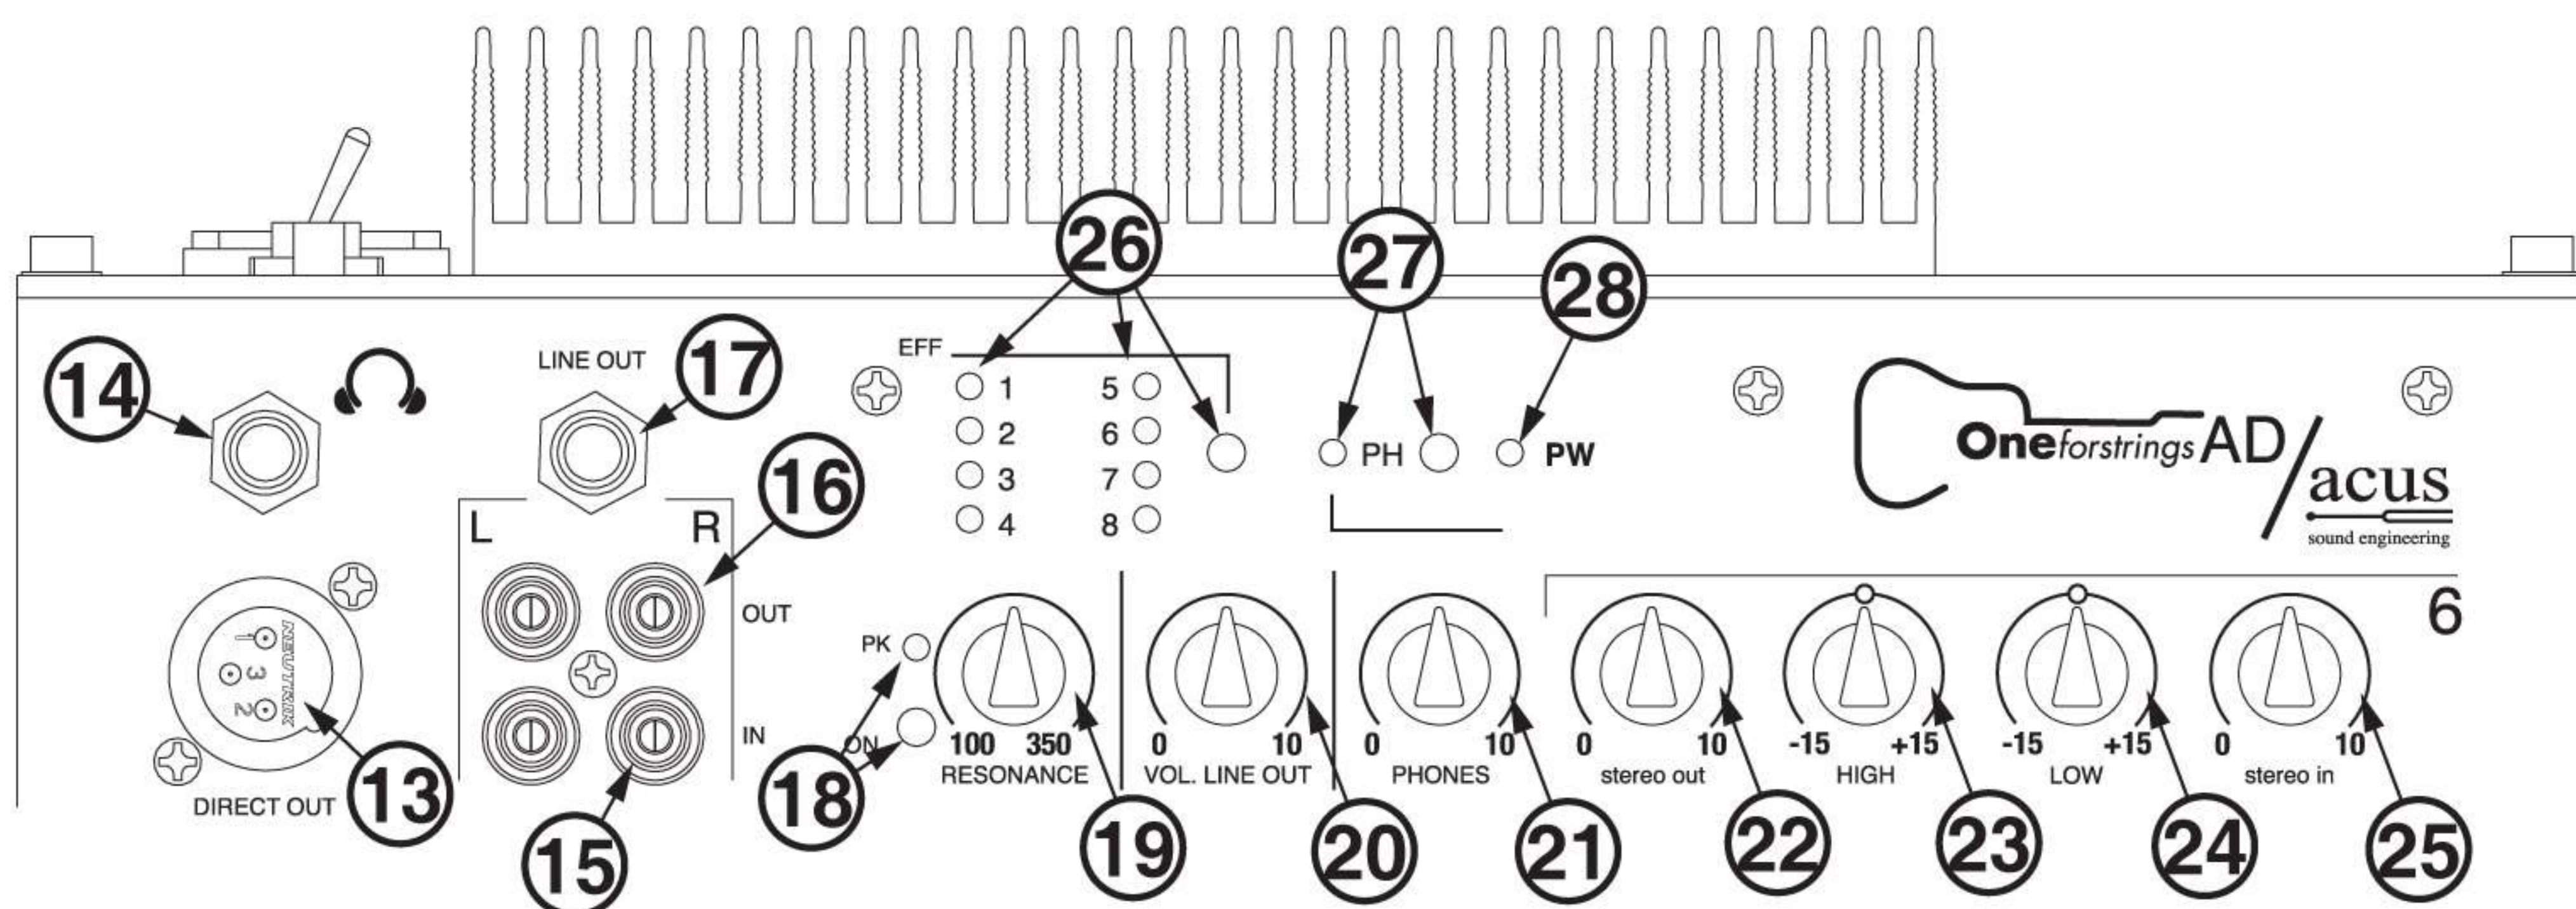 26
27
28
14
LINE OUT
17
EFF
1 5
2 6
3 7
4 8
PH
PW
OneforstringsAD
acus
sound engineering
16
L R
OUT
IN
NEUTRIK
1
3
2
DIRECT OUT
13
15
PK
ON
18
100 350
RESONANCE
19
0 10
VOL. LINE OUT
20
0 10
PHONES
21
6
0 10
stereo out
22
-15 +15
HIGH
23
-15 +15
LOW
24
0 10
stereo in
25